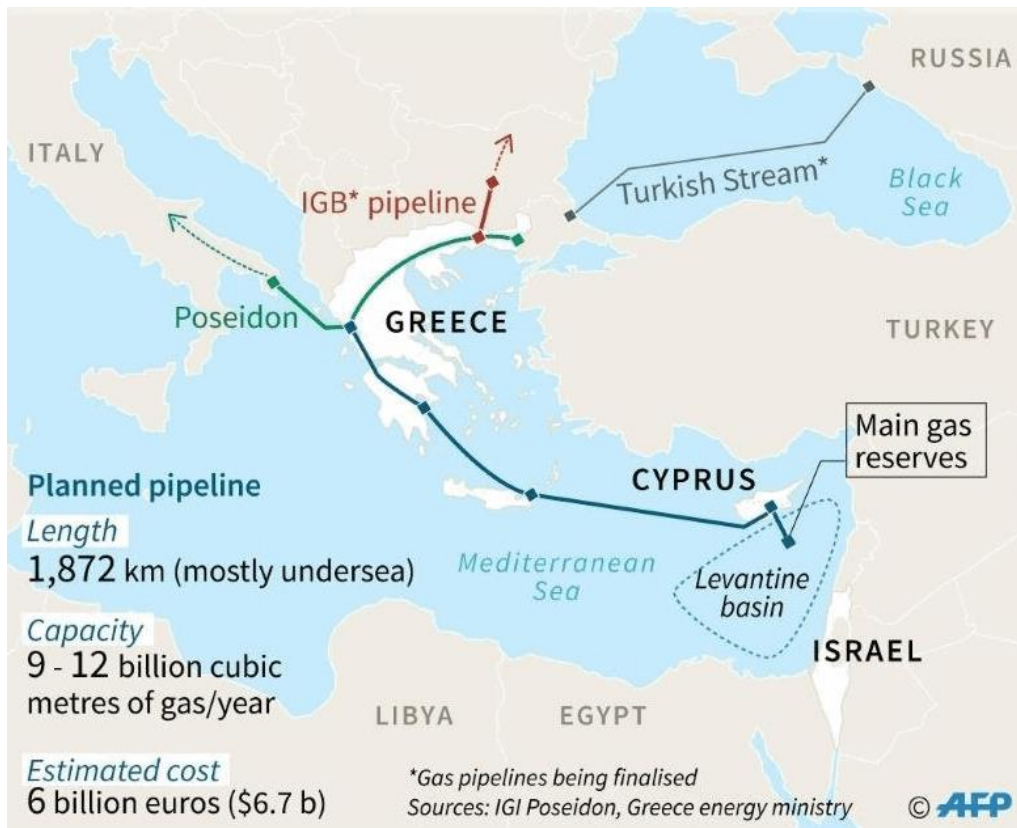 RUSSIA
ITALY
Black
Sea
Turkish Stream*
IGB* pipeline
Poseidon
GREECE
TURKEY
Main gas
reserves
CYPRUS
Planned pipeline
Length
1,872 km (mostly undersea)
Mediterranean
Sea
Levantine
basin
Capacity
9 - 12 billion cubic
metres of gas/year
ISRAEL
LIBYA
EGYPT
Estimated cost
6 billion euros ($6.7 b)
*Gas pipelines being finalised
Sources: IGI Poseidon, Greece energy ministry
© AFP